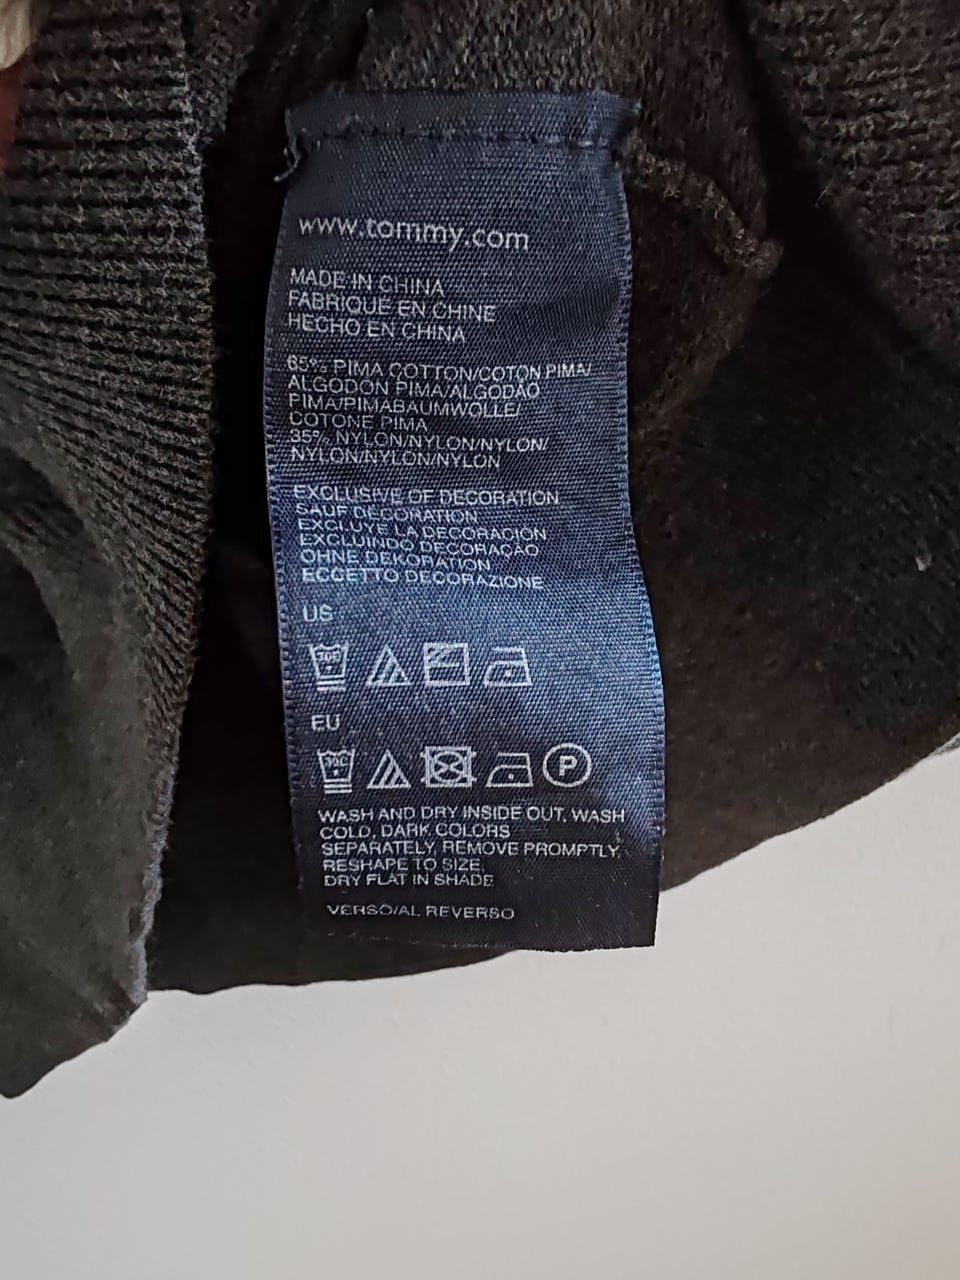 www.tommy.com
MADE IN CHINA
FABRIQUÉ EN CHINE
HECHO EN CHINA
65% PIMA COTTON/COTON PIMA/
ALGODON PIMA/ALGODÃO
PIMA/PIMABAUMWOLLE/
COTONE PIMA
35% NYLON/NYLON/NYLON/
NYLON/NYLON/NYLON
EXCLUSIVE OF DECORATION
SAUF DÉCORATION
EXCLUYE LA DECORACIÓN
EXCLUINDO DECORAÇÃO
OHNE DEKORATION
ECCETTO DECORAZIONE
US
30C
EU
30C P
WASH AND DRY INSIDE OUT, WASH
COLD, DARK COLORS
SEPARATELY, REMOVE PROMPTLY,
RESHAPE TO SIZE,
DRY FLAT IN SHADE
VERSO/AL REVERSO